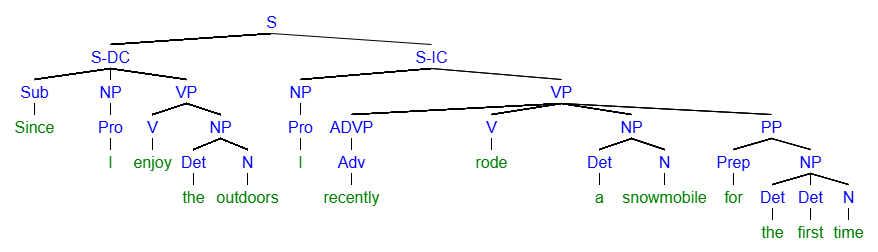 S
S-DC S-IC
Sub NP VP NP VP
Since Pro V NP Pro ADVP V NP PP
I enjoy Det N I Adv rode Det N Prep NP
the outdoors recently a snowmobile for Det Det N
the first time